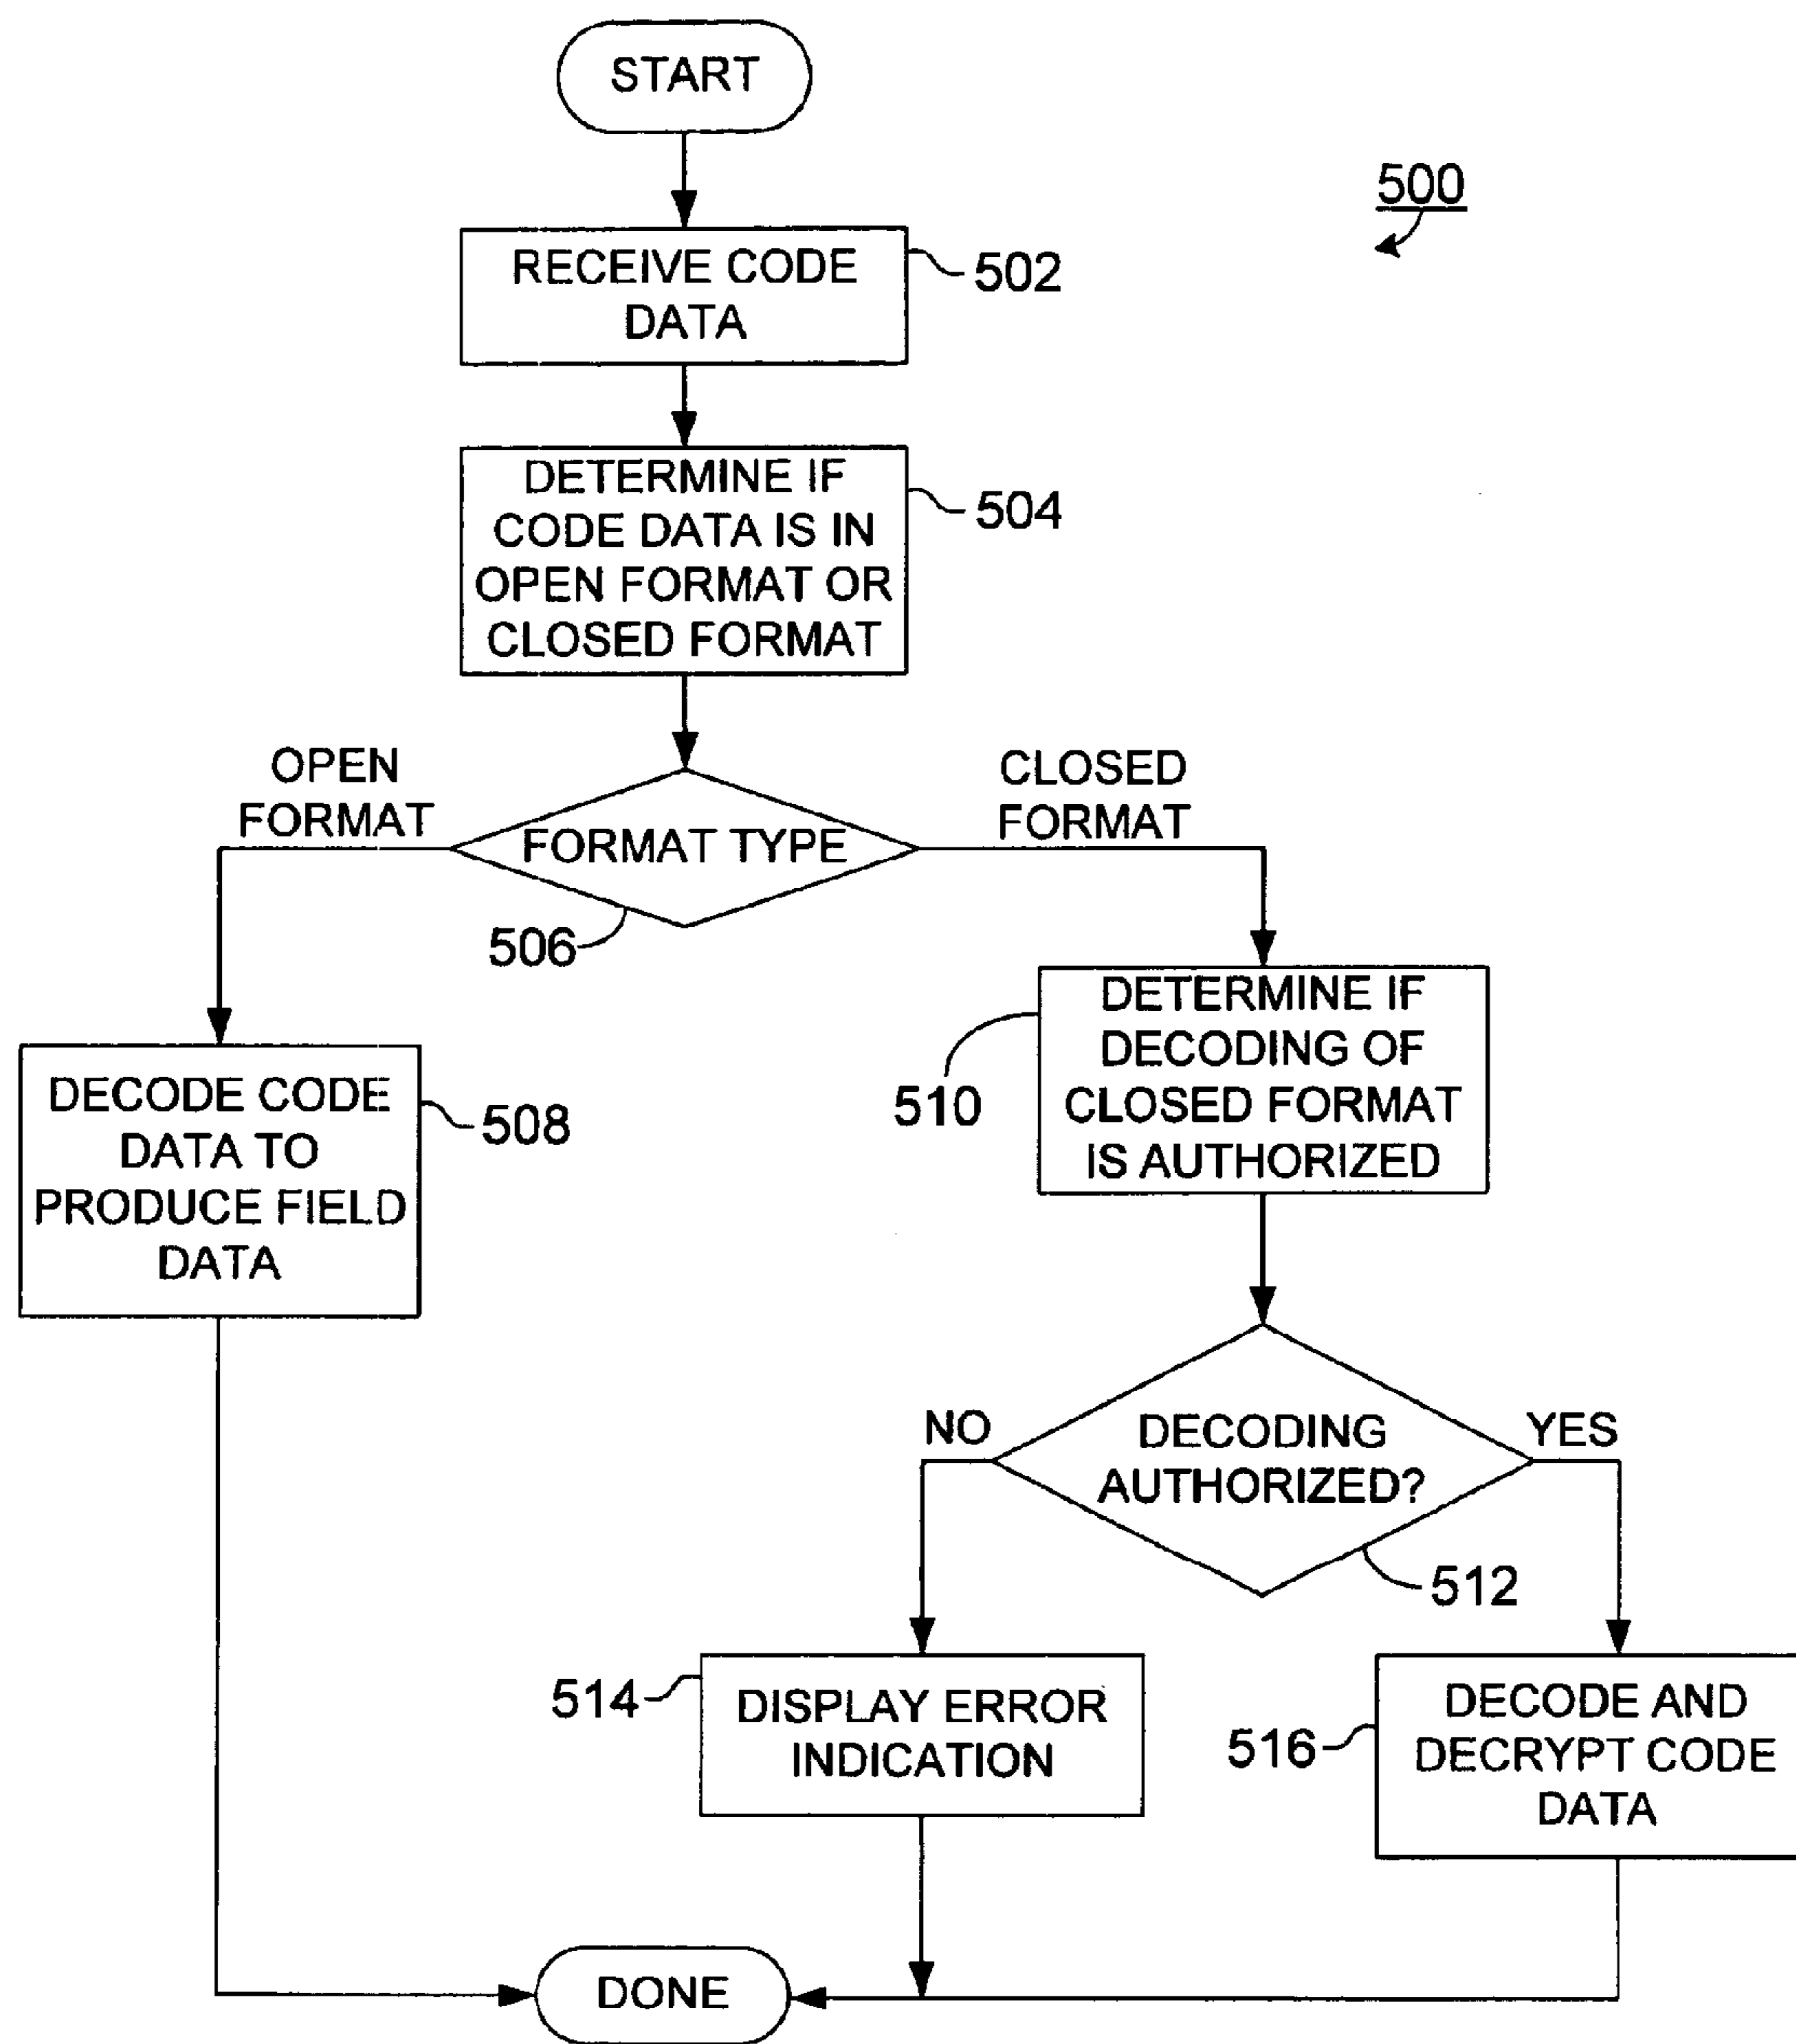 START
500
RECEIVE CODE
DATA
502
DETERMINE IF
CODE DATA IS IN
OPEN FORMAT OR
CLOSED FORMAT
504
OPEN
FORMAT
CLOSED
FORMAT
FORMAT TYPE
506
DECODE CODE
DATA TO
PRODUCE FIELD
DATA
508
DETERMINE IF
DECODING OF
CLOSED FORMAT
IS AUTHORIZED
510
NO
DECODING
AUTHORIZED?
YES
512
514
DISPLAY ERROR
INDICATION
516
DECODE AND
DECRYPT CODE
DATA
DONE